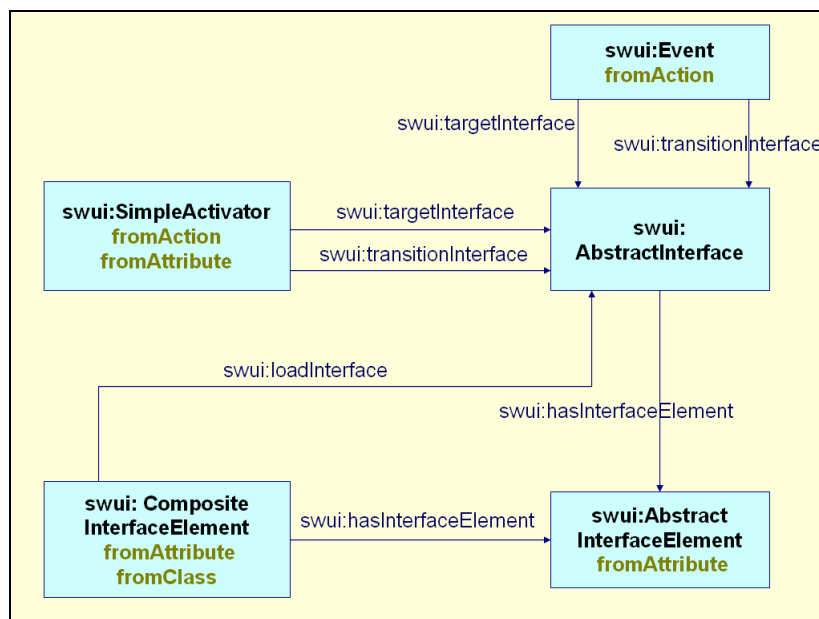 swui:Event
fromAction
swui:targetInterface
swui:transitionInterface
swui:SimpleActivator
fromAction
fromAttribute
swui:targetInterface
swui:transitionInterface
swui:
AbstractInterface
swui:loadInterface
swui:hasInterfaceElement
swui: Composite
InterfaceElement
fromAttribute
fromClass
swui:hasInterfaceElement
swui:Abstract
InterfaceElement
fromAttribute